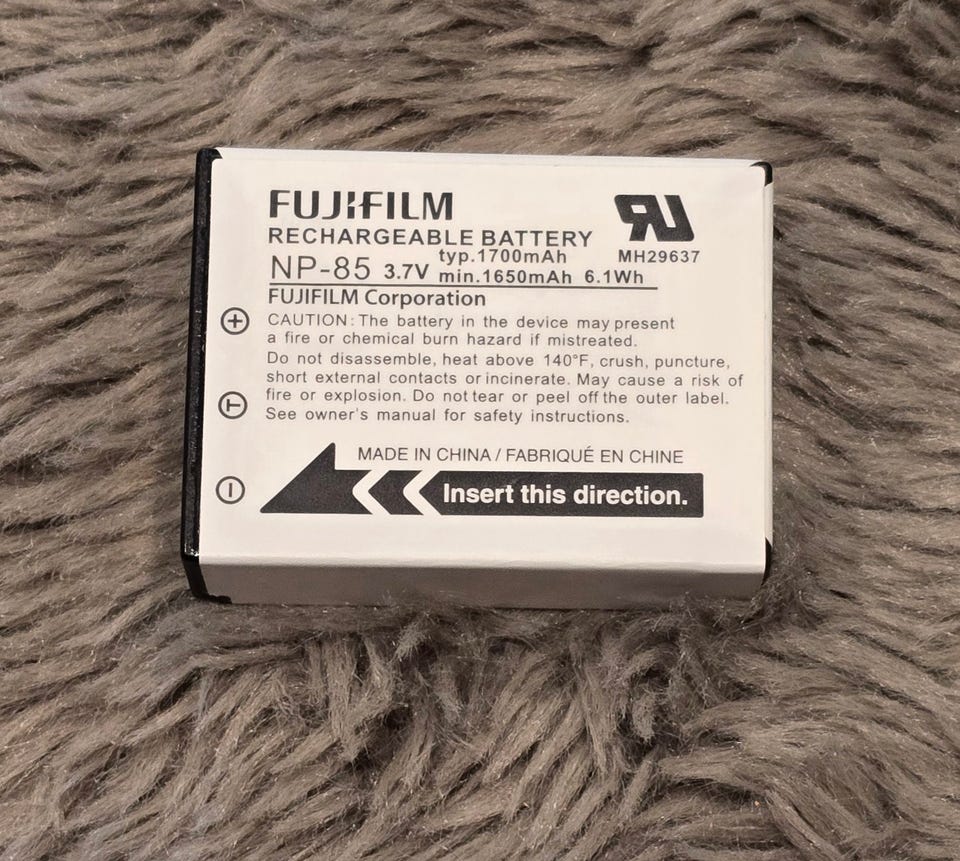 FUJIFILM
RECHARGEABLE BATTERY
NP-85 3.7V typ.1700mAh
min.1650mAh 6.1Wh
MH29637
FUJIFILM Corporation
CAUTION: The battery in the device may present
a fire or chemical burn hazard if mistreated.
Do not disassemble, heat above 140°F, crush, puncture,
short external contacts or incinerate. May cause a risk of
fire or explosion. Do not tear or peel off the outer label.
See owner's manual for safety instructions.
MADE IN CHINA / FABRIQUÉ EN CHINE
Insert this direction.
+
T
−